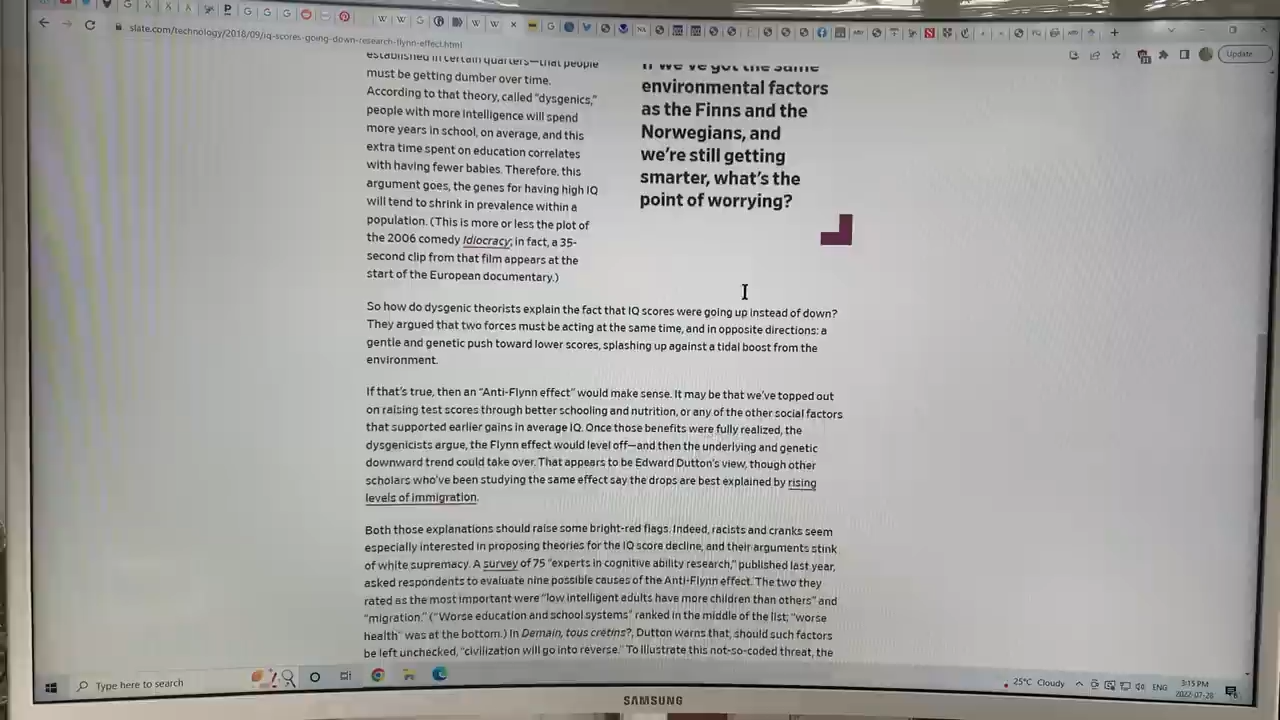 slate.com/technology/2018/09/iq-scores-going-down-research-flynn-effect.html
Update
established in certain quarters—that people
must be getting dumber over time.
According to that theory, called "dysgenics,"
people with more intelligence will spend
more years in school, on average, and this
extra time spent on education correlates
with having fewer babies. Therefore, this
argument goes, the genes for having high IQ
will tend to shrink in prevalence within a
population. (This is more or less the plot of
the 2006 comedy Idiocracy; in fact, a 35-
second clip from that film appears at the
start of the European documentary.)
If we've got the same
environmental factors
as the Finns and the
Norwegians, and
we're still getting
smarter, what's the
point of worrying?
So how do dysgenic theorists explain the fact that IQ scores were going up instead of down?
They argued that two forces must be acting at the same time, and in opposite directions: a
gentle and genetic push toward lower scores, splashing up against a tidal boost from the
environment.
If that's true, then an "Anti-Flynn effect" would make sense. It may be that we've topped out
on raising test scores through better schooling and nutrition, or any of the other social factors
that supported earlier gains in average IQ. Once those benefits were fully realized, the
dysgenicists argue, the Flynn effect would level off—and then the underlying and genetic
downward trend could take over. That appears to be Edward Dutton's view, though other
scholars who've been studying the same effect say the drops are best explained by rising
levels of immigration.
Both those explanations should raise some bright-red flags. Indeed, racists and cranks seem
especially interested in proposing theories for the IQ score decline, and their arguments stink
of white supremacy. A survey of 75 "experts in cognitive ability research," published last year,
asked respondents to evaluate nine possible causes of the Anti-Flynn effect. The two they
rated as the most important were "low intelligent adults have more children than others" and
"migration." ("Worse education and school systems" ranked in the middle of the list; "worse
health" was at the bottom.) In Demain, tous crétins?, Dutton warns that, should such factors
be left unchecked, "civilization will go into reverse." To illustrate this not-so-coded threat, the
Type here to search
25°C Cloudy
ENG
3:15 PM
2022-07-28
SAMSUNG